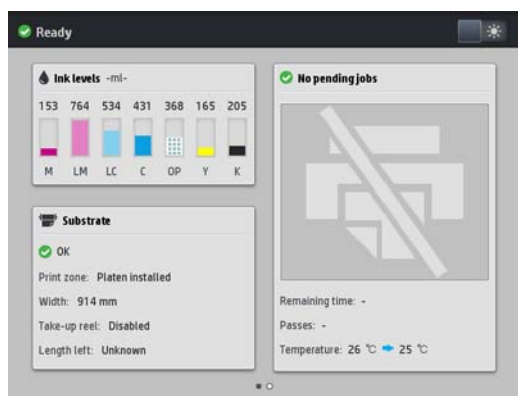 Ready
Ink levels -ml-
153 764 534 431 368 165 205
M LM LC C OP Y K
Substrate
OK
Print zone: Platen installed
Width: 914 mm
Take-up reel: Disabled
Length left: Unknown
No pending jobs
Remaining time: -
Passes: -
Temperature: 26 °C 25 °C